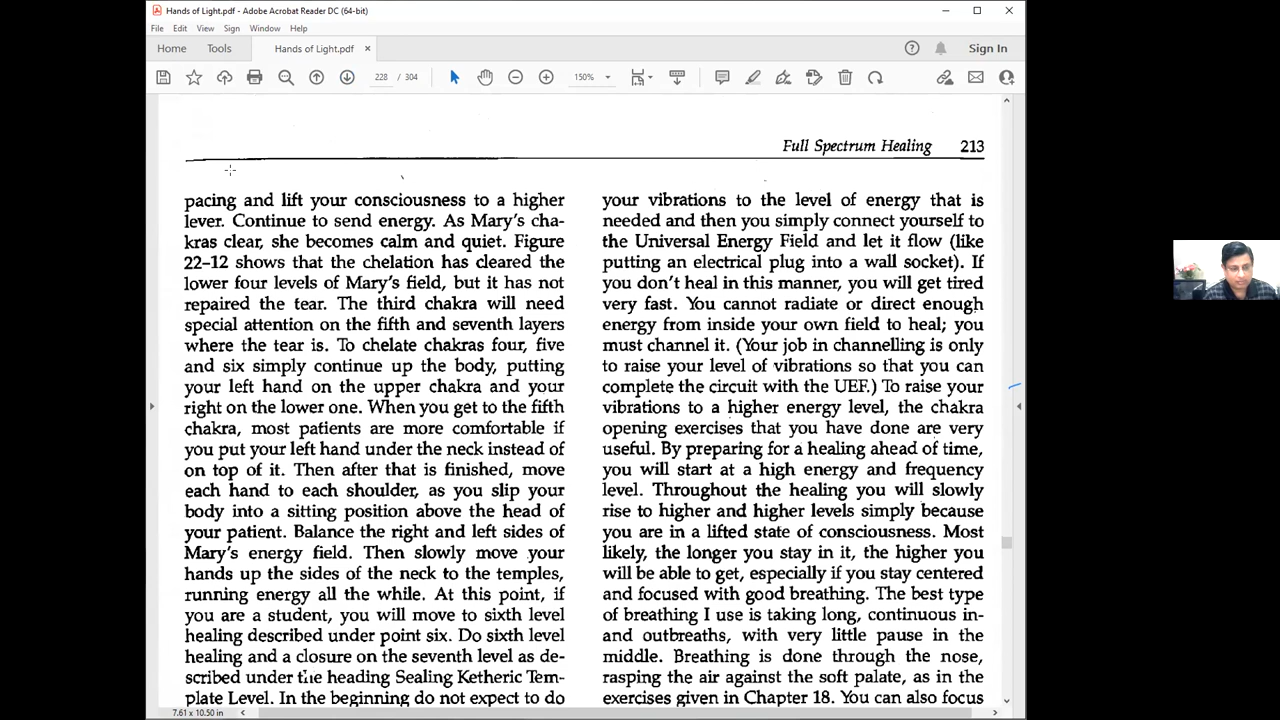 Hands of Light.pdf - Adobe Acrobat Reader DC (64-bit)
File Edit View Sign Window Help
Home Tools Hands of Light.pdf × Sign In
228 / 304 150%
Full Spectrum Healing 213
pacing and lift your consciousness to a higher
lever. Continue to send energy. As Mary's cha-
kras clear, she becomes calm and quiet. Figure
22–12 shows that the chelation has cleared the
lower four levels of Mary's field, but it has not
repaired the tear. The third chakra will need
special attention on the fifth and seventh layers
where the tear is. To chelate chakras four, five
and six simply continue up the body, putting
your left hand on the upper chakra and your
right on the lower one. When you get to the fifth
chakra, most patients are more comfortable if
you put your left hand under the neck instead of
on top of it. Then after that is finished, move
each hand to each shoulder, as you slip your
body into a sitting position above the head of
your patient. Balance the right and left sides of
Mary's energy field. Then slowly move your
hands up the sides of the neck to the temples,
running energy all the while. At this point, if
you are a student, you will move to sixth level
healing described under point six. Do sixth level
healing and a closure on the seventh level as de-
scribed under the heading Sealing Ketheric Tem-
plate Level. In the beginning do not expect to do
your vibrations to the level of energy that is
needed and then you simply connect yourself to
the Universal Energy Field and let it flow (like
putting an electrical plug into a wall socket). If
you don't heal in this manner, you will get tired
very fast. You cannot radiate or direct enough
energy from inside your own field to heal; you
must channel it. (Your job in channelling is only
to raise your level of vibrations so that you can
complete the circuit with the UEF.) To raise your
vibrations to a higher energy level, the chakra
opening exercises that you have done are very
useful. By preparing for a healing ahead of time,
you will start at a high energy and frequency
level. Throughout the healing you will slowly
rise to higher and higher levels simply because
you are in a lifted state of consciousness. Most
likely, the longer you stay in it, the higher you
will be able to get, especially if you stay centered
and focused with good breathing. The best type
of breathing I use is taking long, continuous in-
and outbreaths, with very little pause in the
middle. Breathing is done through the nose,
rasping the air against the soft palate, as in the
exercises given in Chapter 18. You can also focus
7.61 x 10.50 in